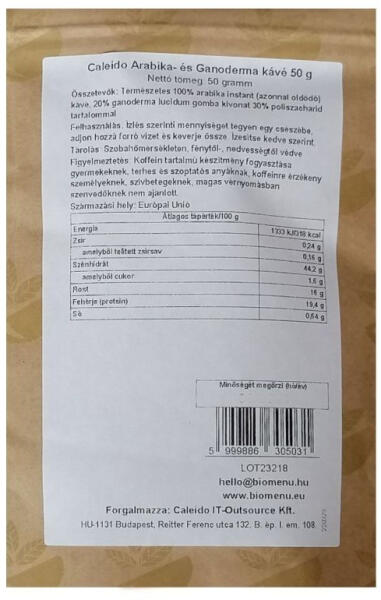 Caleido Arabika- és Ganoderma kávé 50 g
Nettó tömeg: 50 gramm
Összetevők: Természetes 100% arabika instant (azonnal oldódó)
kávé, 20% ganoderma lucidum gomba kivonat 30% poliszacharid
tartalommal
Felhasználás: Ízlés szerinti mennyiséget tegyen egy csészébe,
adjon hozzá forró vizet és keverje össze. Ízesítse kedve szerint.
Tárolás: Szobahőmérsékleten, fénytől-, nedvességtől védve
Figyelmeztetés: Koffein tartalmú készítmény fogyasztása
gyermekeknek, terhes és szoptatós anyáknak, koffeinre érzékeny
személyeknek, szívbetegeknek, magas vérnyomásban
szenvedőknek nem ajánlott.
Származási hely: Európai Unió
Átlagos tápérték/100 g
Energia 1333 kJ/318 kcal
Zsír 0,24 g
amelyből telített zsírsav 0,16 g
Szénhidrát 44,2 g
amelyből cukor 1,6 g
Rost 16 g
Fehérje (protein) 19,4 g
Só 0,64 g
Minőségét megőrzi (hó/év)
5 999886 305031
LOT23218
hello@biomenu.hu
www.biomenu.eu
Forgalmazza: Caleido IT-Outsource Kft.
HU-1131 Budapest, Reitter Ferenc utca 132. B. ép. I. em. 108.